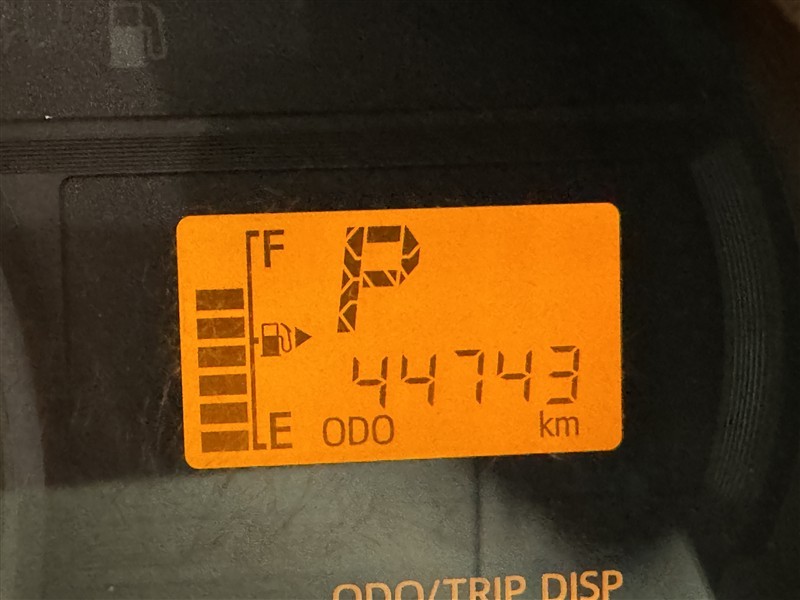 F
P
44743
E ODO km
ODO/TRIP DISP